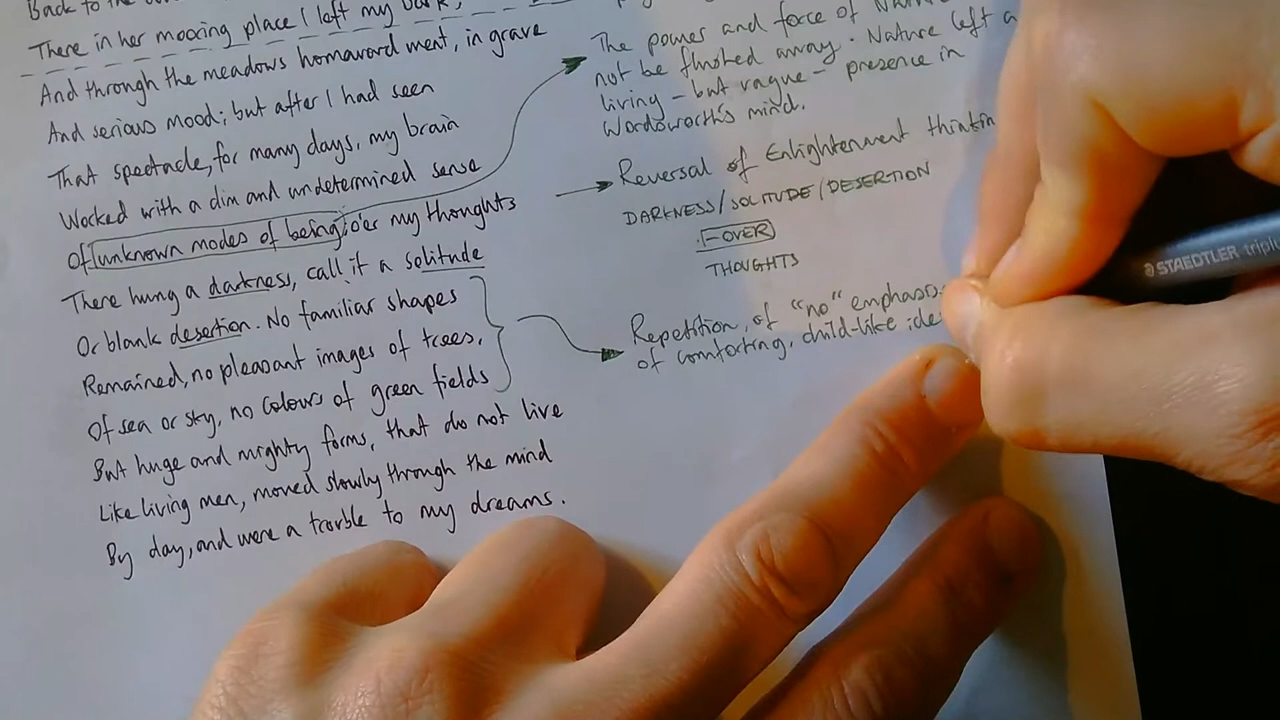 Back to the
There in her mooring place I left my bark,
And through the meadows homeward went, in grave
And serious mood; but after I had seen
That spectacle, for many days, my brain
Worked with a dim and undetermined sense
Of unknown modes of being; o'er my thoughts
There hung a darkness, call it a solitude
Or blank desertion. No familiar shapes
Remained, no pleasant images of trees,
Of sea or sky, no colours of green fields
But huge and mighty forms, that do not live
Like living men, moved slowly through the mind
By day, and were a trouble to my dreams.
The power and force of
not be flushed away. Nature left a
living - but vague - presence in
Wordsworth's mind.
Reversal of Enlightenment
DARKNESS/SOLITUDE/DESERTION
THOUGHTS
Repetition of "no"
of comforting, child-like
STAEDTLER